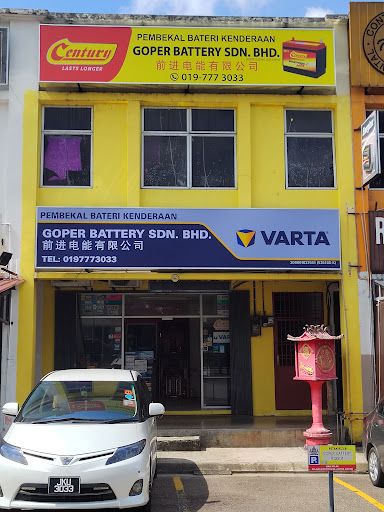 Century
LASTS LONGER
PEMBEKAL BATERI KENDERAAN
GOPER BATTERY SDN. BHD.
前进电能有限公司
019-777 3033
PEMBEKAL BATERI KENDERAAN
GOPER BATTERY SDN. BHD.
前进电能有限公司
TEL: 0197773033
VARTA
VARTA
JKU
3033